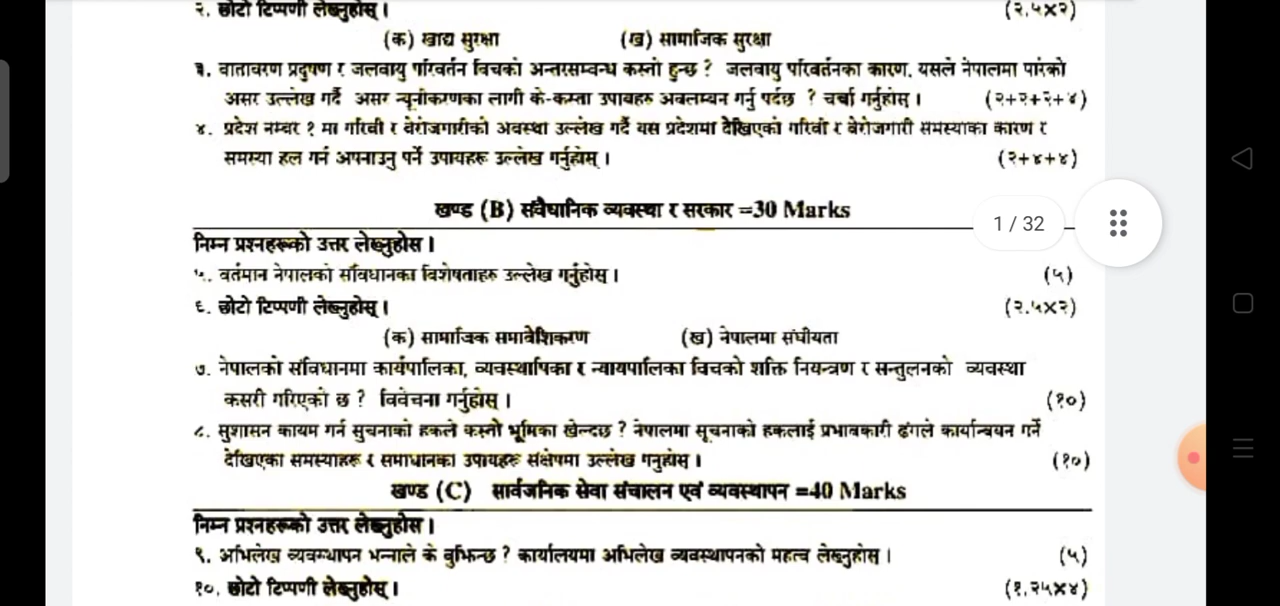 २. छोटो टिप्पणी लेख्नुहोस् । (२.५×२)
(क) खाद्य सुरक्षा (ख) सामाजिक सुरक्षा
३. वातावरण प्रदुषण र जलवायु परिवर्तन विचको अन्तरसम्वन्ध कस्तो हुन्छ ? जलवायु परिवर्तनका कारण, यसले नेपालमा पारेको
असर उल्लेख गर्दै असर न्यूनीकरणका लागी के-कस्ता उपायहरु अवलम्वन गर्नु पर्दछ ? चर्चा गर्नुहोस् । (२+२+२+४)
४. प्रदेश नम्बर १ मा गरिवी र बेरोजगारीको अवस्था उल्लेख गर्दै यस प्रदेशमा देखिएको गरिवी र बेरोजगारी समस्याका कारण र
समस्या हल गर्न अपनाउनु पर्ने उपायहरू उल्लेख गर्नुहोस् । (२+४+४)
खण्ड (B) संवैधानिक व्यवस्था र सरकार =30 Marks
1 / 32
निम्न प्रश्नहरूको उत्तर लेख्नुहोस ।
५. वर्तमान नेपालको संविधानका विशेषताहरु उल्लेख गर्नुहोस् । (५)
६. छोटो टिप्पणी लेख्नुहोस् । (२.५×२)
(क) सामाजिक समावेशिकरण (ख) नेपालमा संघीयता
७. नेपालको संविधानमा कार्यपालिका, व्यवस्थापिका र न्यायपालिका विचको शक्ति नियन्त्रण र सन्तुलनको व्यवस्था
कसरी गरिएको छ ? विवेचना गर्नुहोस् । (१०)
८. सुशासन कायम गर्न सुचनाको हकले कस्तो भूमिका खेल्दछ ? नेपालमा सूचनाको हकलाई प्रभावकारी ढंगले कार्यान्वयन गर्ने
देखिएका समस्याहरू र समाधानका उपायहरू संक्षेपमा उल्लेख गनुहोस् । (१०)
खण्ड (C) सार्वजनिक सेवा संचालन एवं व्यवस्थापन =40 Marks
निम्न प्रश्नहरूको उत्तर लेख्नुहोस ।
९. अभिलेख व्यवस्थापन भन्नाले के बुझिन्छ ? कार्यालयमा अभिलेख व्यवस्थापनको महत्व लेख्नुहोस । (५)
१०. छोटो टिप्पणी लेख्नुहोस् । (१.२५×४)